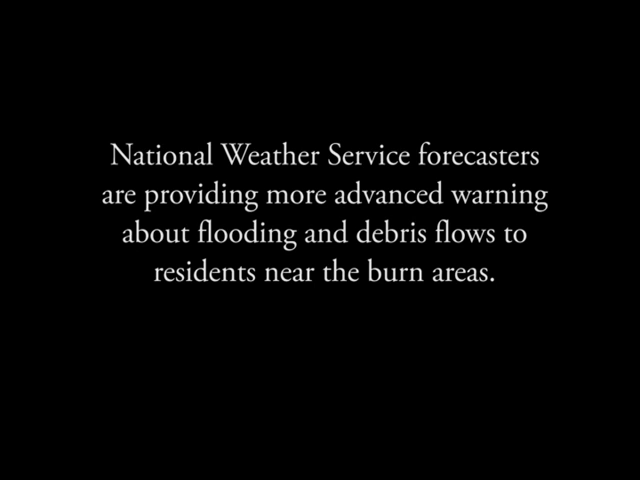 National Weather Service forecasters
are providing more advanced warning
about flooding and debris flows to
residents near the burn areas.